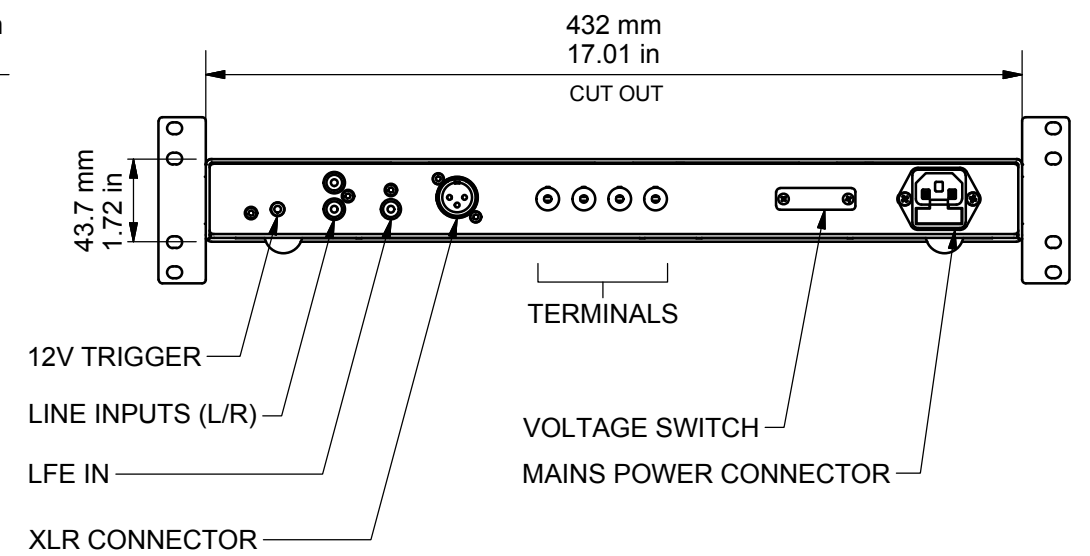 432 mm
17.01 in
CUT OUT
43.7 mm
1.72 in
TERMINALS
12V TRIGGER
LINE INPUTS (L/R)
LFE IN
XLR CONNECTOR
VOLTAGE SWITCH
MAINS POWER CONNECTOR